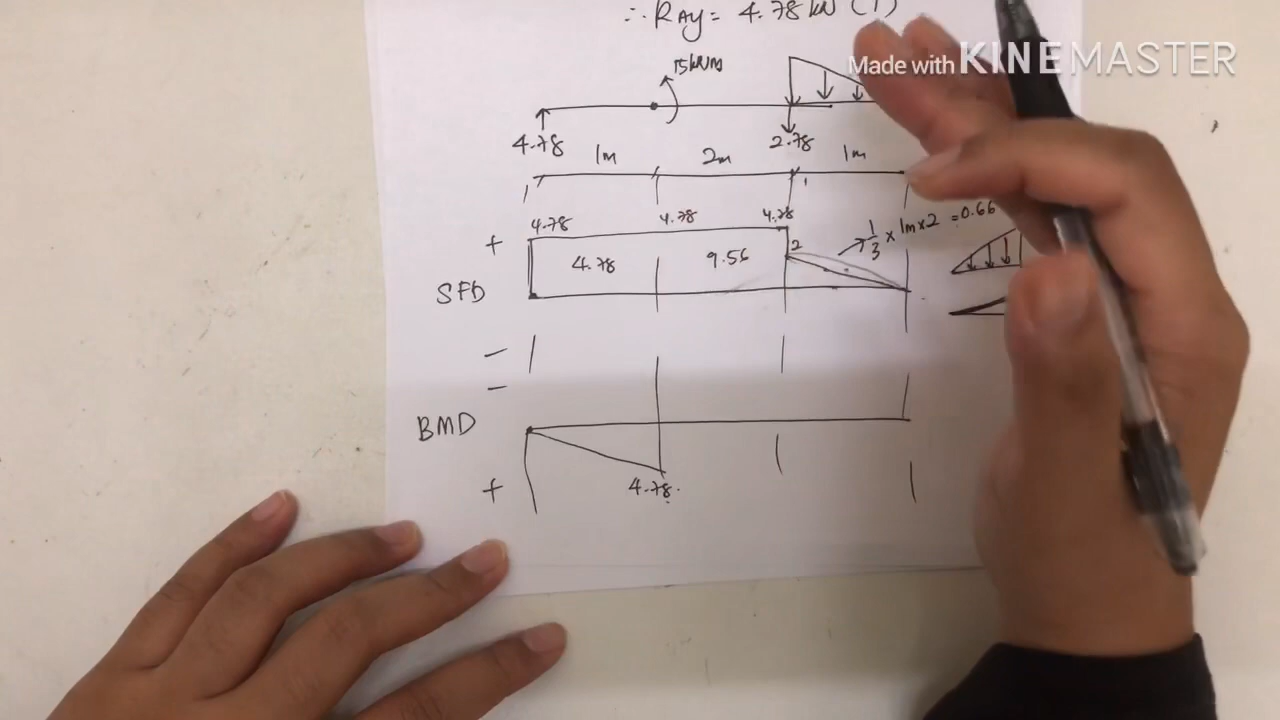 ∴ RAy = 4.78 kN (↑)
Made with KINEMASTER
15kNm
4.78
2.78
1m
2m
1m
4.78
4.78
4.78
+
4.78
9.56
2
1/3 × 1m × 2 = 0.66
SFD
−
−
BMD
+
4.78.